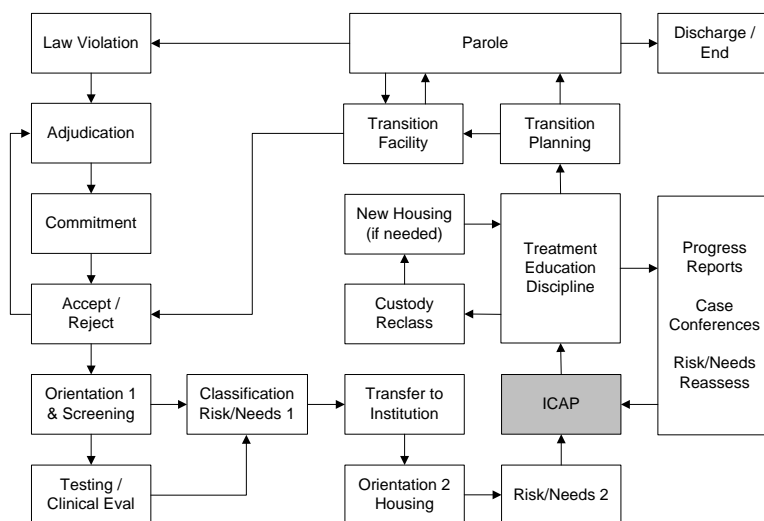 Law Violation
Parole
Discharge /
End
Adjudication
Transition
Facility
Transition
Planning
Commitment
New Housing
(if needed)
Treatment
Education
Discipline
Progress
Reports
Case
Conferences
Risk/Needs
Reassess
Accept /
Reject
Custody
Reclass
Orientation 1
& Screening
Classification
Risk/Needs 1
Transfer to
Institution
ICAP
Testing /
Clinical Eval
Orientation 2
Housing
Risk/Needs 2